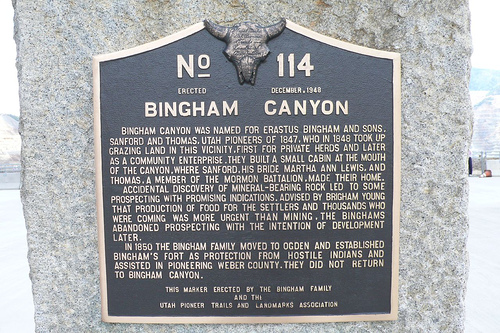 No 114
ERECTED DECEMBER, 1948
BINGHAM CANYON
BINGHAM CANYON WAS NAMED FOR ERASTUS BINGHAM AND SONS,
SANFORD AND THOMAS, UTAH PIONEERS OF 1847, WHO IN 1848 TOOK UP
GRAZING LAND IN THIS VICINITY, FIRST FOR PRIVATE HERDS AND LATER
AS A COMMUNITY ENTERPRISE. THEY BUILT A SMALL CABIN AT THE MOUTH
OF THE CANYON, WHERE SANFORD, HIS BRIDE MARTHA ANN LEWIS, AND
THOMAS, A MEMBER OF THE MORMON BATTALION, MADE THEIR HOME.
ACCIDENTAL DISCOVERY OF MINERAL-BEARING ROCK LED TO SOME
PROSPECTING WITH PROMISING INDICATIONS. ADVISED BY BRIGHAM YOUNG
THAT PRODUCTION OF FOOD FOR THE SETTLERS AND THOUSANDS WHO
WERE COMING WAS MORE URGENT THAN MINING, THE BINGHAMS
ABANDONED PROSPECTING WITH THE INTENTION OF DEVELOPMENT
LATER.
IN 1850 THE BINGHAM FAMILY MOVED TO OGDEN AND ESTABLISHED
BINGHAM'S FORT AS PROTECTION FROM HOSTILE INDIANS AND
ASSISTED IN PIONEERING WEBER COUNTY. THEY DID NOT RETURN
TO BINGHAM CANYON.
THIS MARKER ERECTED BY THE BINGHAM FAMILY
AND THE
UTAH PIONEER TRAILS AND LANDMARKS ASSOCIATION